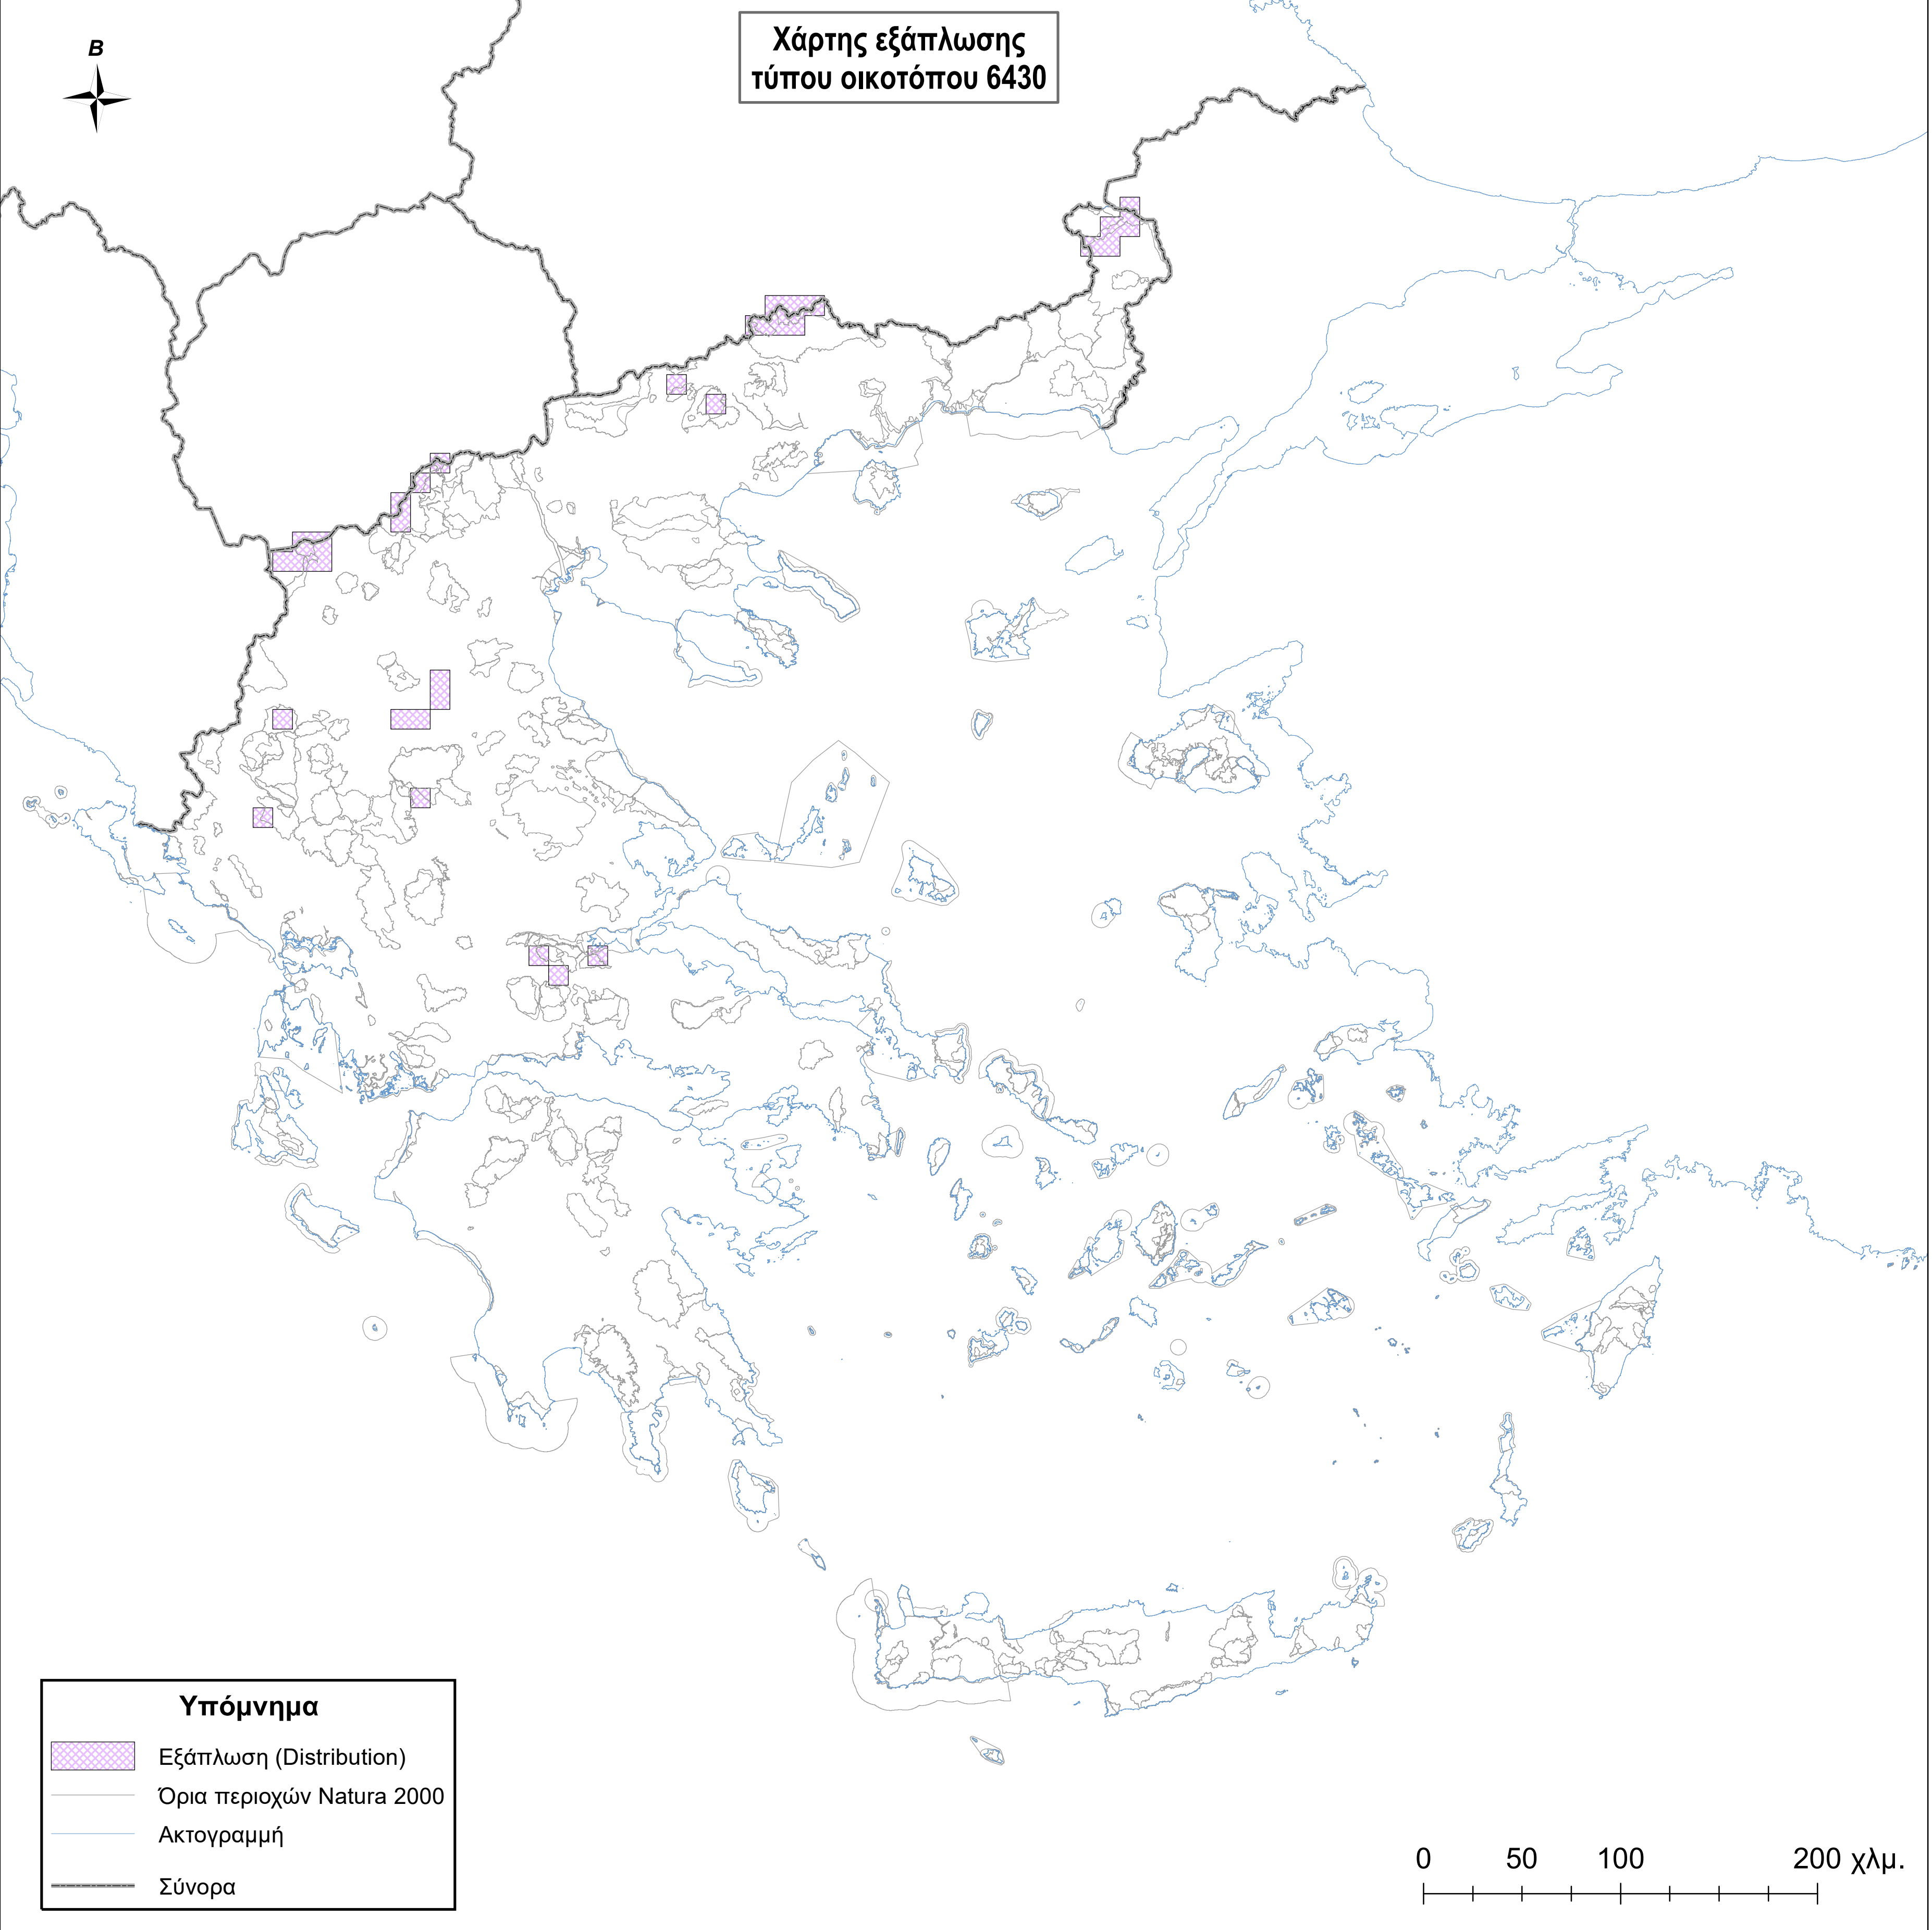 Χάρτης εξάπλωσης
τύπου οικοτόπου 6430
Β
Υπόμνημα
Εξάπλωση (Distribution)
Όρια περιοχών Natura 2000
Ακτογραμμή
Σύνορα
0 50 100 200 χλμ.